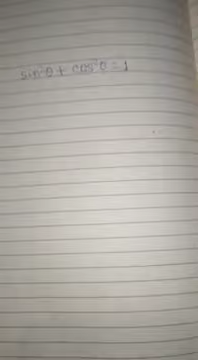 sin²θ + cos²θ = 1